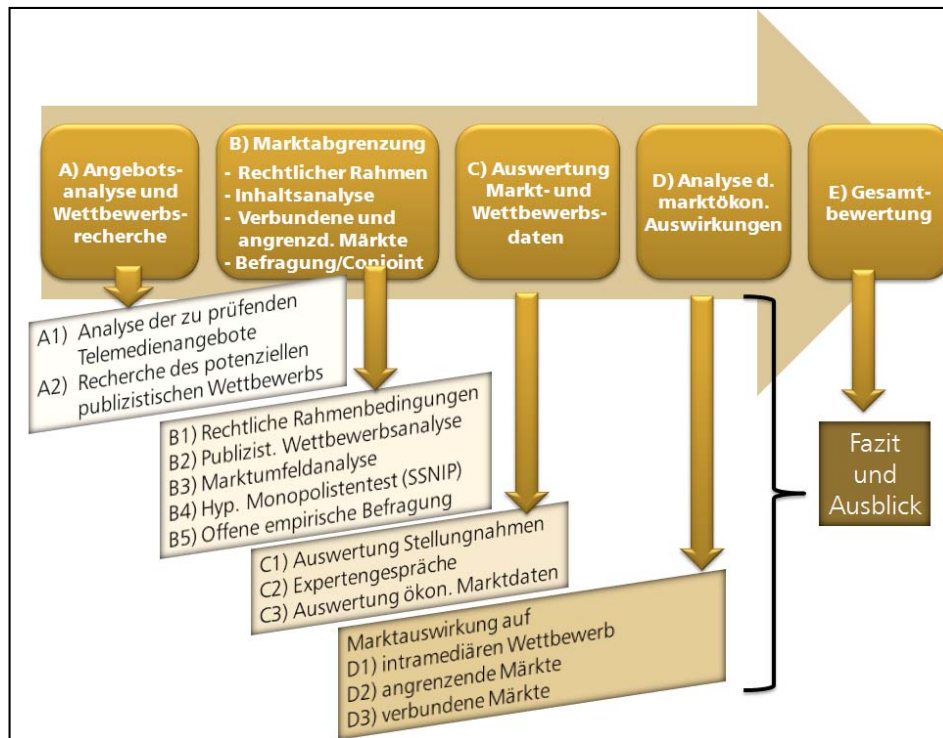 A) Angebots-
analyse und
Wettbewerbs-
recherche
B) Marktabgrenzung
- Rechtlicher Rahmen
- Inhaltsanalyse
- Verbundene und
angrenzd. Märkte
- Befragung/Conjoint
C) Auswertung
Markt- und
Wettbewerbs-
daten
D) Analyse d.
marktökon.
Auswirkungen
E) Gesamt-
bewertung
A1) Analyse der zu prüfenden
Telemedienangebote
A2) Recherche des potenziellen
publizistischen Wettbewerbs
B1) Rechtliche Rahmenbedingungen
B2) Publizist. Wettbewerbsanalyse
B3) Marktumfeldanalyse
B4) Hyp. Monopolistentest (SSNIP)
B5) Offene empirische Befragung
C1) Auswertung Stellungnahmen
C2) Expertengespräche
C3) Auswertung ökon. Marktdaten
Marktauswirkung auf
D1) intramediären Wettbewerb
D2) angrenzende Märkte
D3) verbundene Märkte
Fazit
und
Ausblick